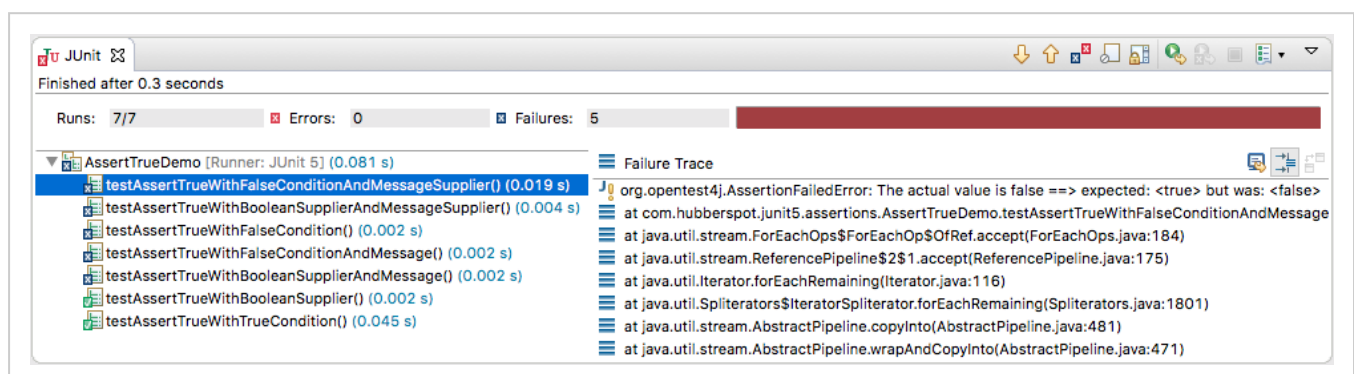 JUnit
Finished after 0.3 seconds
Runs: 7/7 Errors: 0 Failures: 5
AssertTrueDemo [Runner: JUnit 5] (0.081 s)
testAssertTrueWithFalseConditionAndMessageSupplier() (0.019 s)
testAssertTrueWithBooleanSupplierAndMessageSupplier() (0.004 s)
testAssertTrueWithFalseCondition() (0.002 s)
testAssertTrueWithFalseConditionAndMessage() (0.002 s)
testAssertTrueWithBooleanSupplierAndMessage() (0.002 s)
testAssertTrueWithBooleanSupplier() (0.002 s)
testAssertTrueWithTrueCondition() (0.045 s)
Failure Trace
org.opentest4j.AssertionFailedError: The actual value is false ==> expected: <true> but was: <false>
at com.hubberspot.junit5.assertions.AssertTrueDemo.testAssertTrueWithFalseConditionAndMessage
at java.util.stream.ForEachOps$ForEachOp$OfRef.accept(ForEachOps.java:184)
at java.util.stream.ReferencePipeline$2$1.accept(ReferencePipeline.java:175)
at java.util.Iterator.forEachRemaining(Iterator.java:116)
at java.util.Spliterators$IteratorSpliterator.forEachRemaining(Spliterators.java:1801)
at java.util.stream.AbstractPipeline.copyInto(AbstractPipeline.java:481)
at java.util.stream.AbstractPipeline.wrapAndCopyInto(AbstractPipeline.java:471)